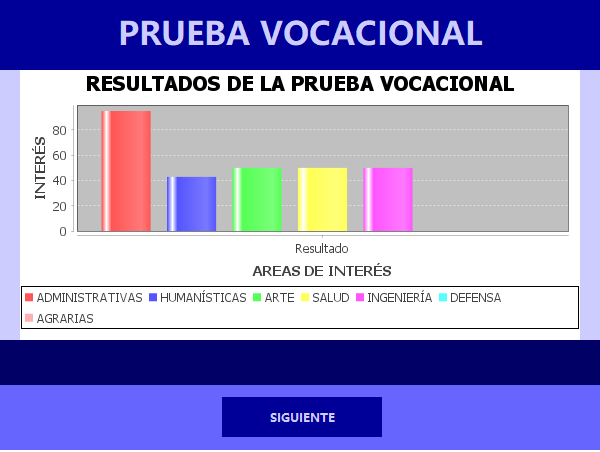 PRUEBA VOCACIONAL
RESULTADOS DE LA PRUEBA VOCACIONAL
80
60
40
20
0
INTERÉS
Resultado
AREAS DE INTERÉS
ADMINISTRATIVAS HUMANÍSTICAS ARTE SALUD INGENIERÍA DEFENSA
AGRARIAS
SIGUIENTE